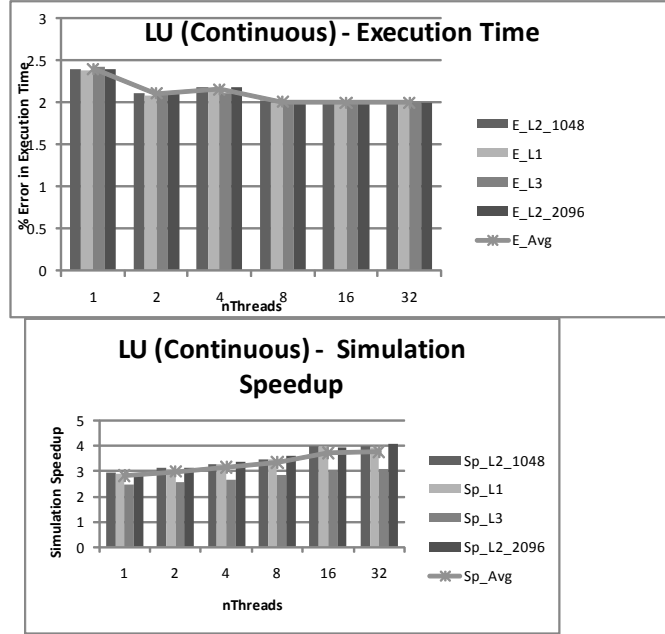 LU (Continuous) - Execution Time
3
2.5
2
1.5
1
0.5
0
% Error in Execution Time
1 2 4 8 16 32
nThreads
E_L2_1048
E_L1
E_L3
E_L2_2096
E_Avg
LU (Continuous) - Simulation
Speedup
5
4
3
2
1
0
Simulation Speedup
1 2 4 8 16 32
nThreads
Sp_L2_1048
Sp_L1
Sp_L3
Sp_L2_2096
Sp_Avg